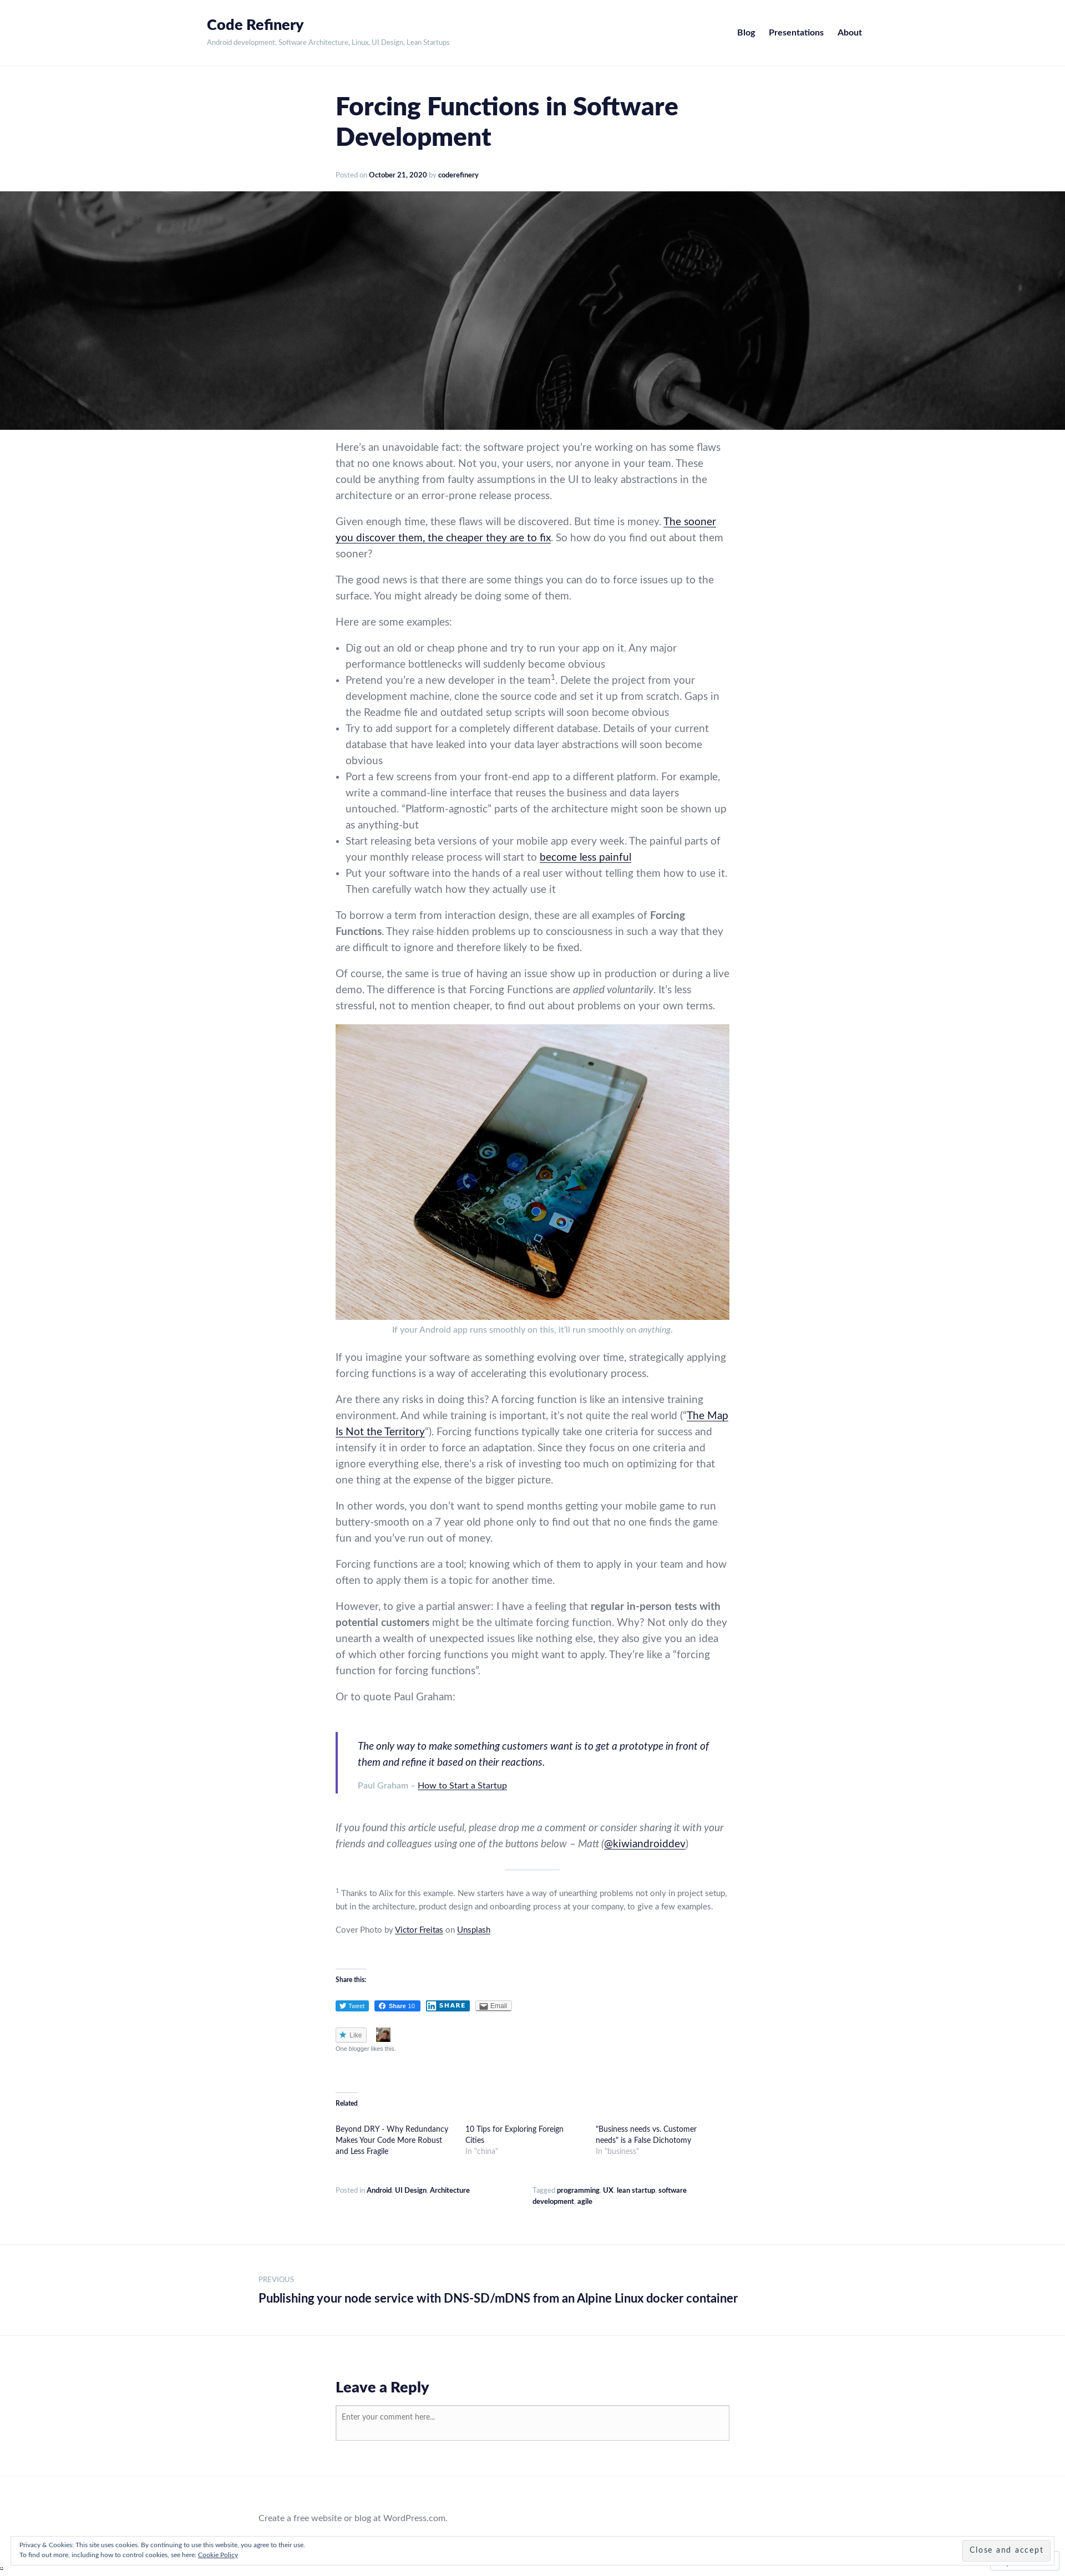 Code Refinery
Android development, Software Architecture, Linux, UI Design, Lean Startups
Blog Presentations About
Forcing Functions in Software
Development
Posted on October 21, 2020 by coderefinery
Here’s an unavoidable fact: the software project you’re working on has some flaws
that no one knows about. Not you, your users, nor anyone in your team. These
could be anything from faulty assumptions in the UI to leaky abstractions in the
architecture or an error-prone release process.
Given enough time, these flaws will be discovered. But time is money. The sooner
you discover them, the cheaper they are to fix. So how do you find out about them
sooner?
The good news is that there are some things you can do to force issues up to the
surface. You might already be doing some of them.
Here are some examples:
• Dig out an old or cheap phone and try to run your app on it. Any major
performance bottlenecks will suddenly become obvious
• Pretend you’re a new developer in the team1. Delete the project from your
development machine, clone the source code and set it up from scratch. Gaps in
the Readme file and outdated setup scripts will soon become obvious
• Try to add support for a completely different database. Details of your current
database that have leaked into your data layer abstractions will soon become
obvious
• Port a few screens from your front-end app to a different platform. For example,
write a command-line interface that reuses the business and data layers
untouched. “Platform-agnostic” parts of the architecture might soon be shown up
as anything-but
• Start releasing beta versions of your mobile app every week. The painful parts of
your monthly release process will start to become less painful
• Put your software into the hands of a real user without telling them how to use it.
Then carefully watch how they actually use it
To borrow a term from interaction design, these are all examples of Forcing
Functions. They raise hidden problems up to consciousness in such a way that they
are difficult to ignore and therefore likely to be fixed.
Of course, the same is true of having an issue show up in production or during a live
demo. The difference is that Forcing Functions are applied voluntarily. It’s less
stressful, not to mention cheaper, to find out about problems on your own terms.
If your Android app runs smoothly on this, it’ll run smoothly on anything.
If you imagine your software as something evolving over time, strategically applying
forcing functions is a way of accelerating this evolutionary process.
Are there any risks in doing this? A forcing function is like an intensive training
environment. And while training is important, it’s not quite the real world (“The Map
Is Not the Territory“). Forcing functions typically take one criteria for success and
intensify it in order to force an adaptation. Since they focus on one criteria and
ignore everything else, there’s a risk of investing too much on optimizing for that
one thing at the expense of the bigger picture.
In other words, you don’t want to spend months getting your mobile game to run
buttery-smooth on a 7 year old phone only to find out that no one finds the game
fun and you’ve run out of money.
Forcing functions are a tool; knowing which of them to apply in your team and how
often to apply them is a topic for another time.
However, to give a partial answer: I have a feeling that regular in-person tests with
potential customers might be the ultimate forcing function. Why? Not only do they
unearth a wealth of unexpected issues like nothing else, they also give you an idea
of which other forcing functions you might want to apply. They’re like a “forcing
function for forcing functions”.
Or to quote Paul Graham:
The only way to make something customers want is to get a prototype in front of
them and refine it based on their reactions.
Paul Graham – How to Start a Startup
If you found this article useful, please drop me a comment or consider sharing it with your
friends and colleagues using one of the buttons below – Matt (@kiwiandroiddev)
1 Thanks to Alix for this example. New starters have a way of unearthing problems not only in project setup,
but in the architecture, product design and onboarding process at your company, to give a few examples.
Cover Photo by Victor Freitas on Unsplash
Share this:
Tweet Share 10 in SHARE Email
Like
One blogger likes this.
Related
Beyond DRY - Why Redundancy
Makes Your Code More Robust
and Less Fragile
10 Tips for Exploring Foreign
Cities
In "china"
"Business needs vs. Customer
needs" is a False Dichotomy
In "business"
Posted in Android, UI Design, Architecture
Tagged programming, UX, lean startup, software
development, agile
PREVIOUS
Publishing your node service with DNS-SD/mDNS from an Alpine Linux docker container
Leave a Reply
Enter your comment here...
Create a free website or blog at WordPress.com.
Privacy & Cookies: This site uses cookies. By continuing to use this website, you agree to their use.
To find out more, including how to control cookies, see here: Cookie Policy
Close and accept